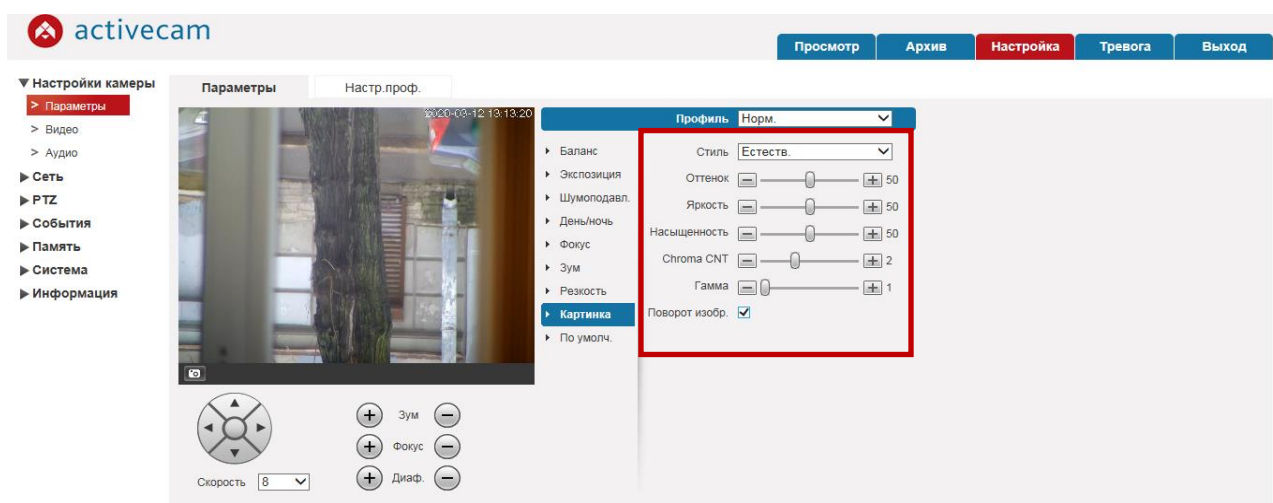 activecam
Просмотр Архив Настройка Тревога Выход
Настройки камеры
> Параметры
> Видео
> Аудио
Сеть
PTZ
События
Память
Система
Информация
Параметры Настр.проф.
2020-03-12 13:13:20
Профиль Норм.
Баланс
Экспозиция
Шумоподавл.
День/ночь
Фокус
Зум
Резкость
Картинка
По умолч.
Стиль Естеств.
Оттенок 50
Яркость 50
Насыщенность 50
Chroma CNT 2
Гамма 1
Поворот изобр.
Зум
Фокус
Диаф.
Скорость 8